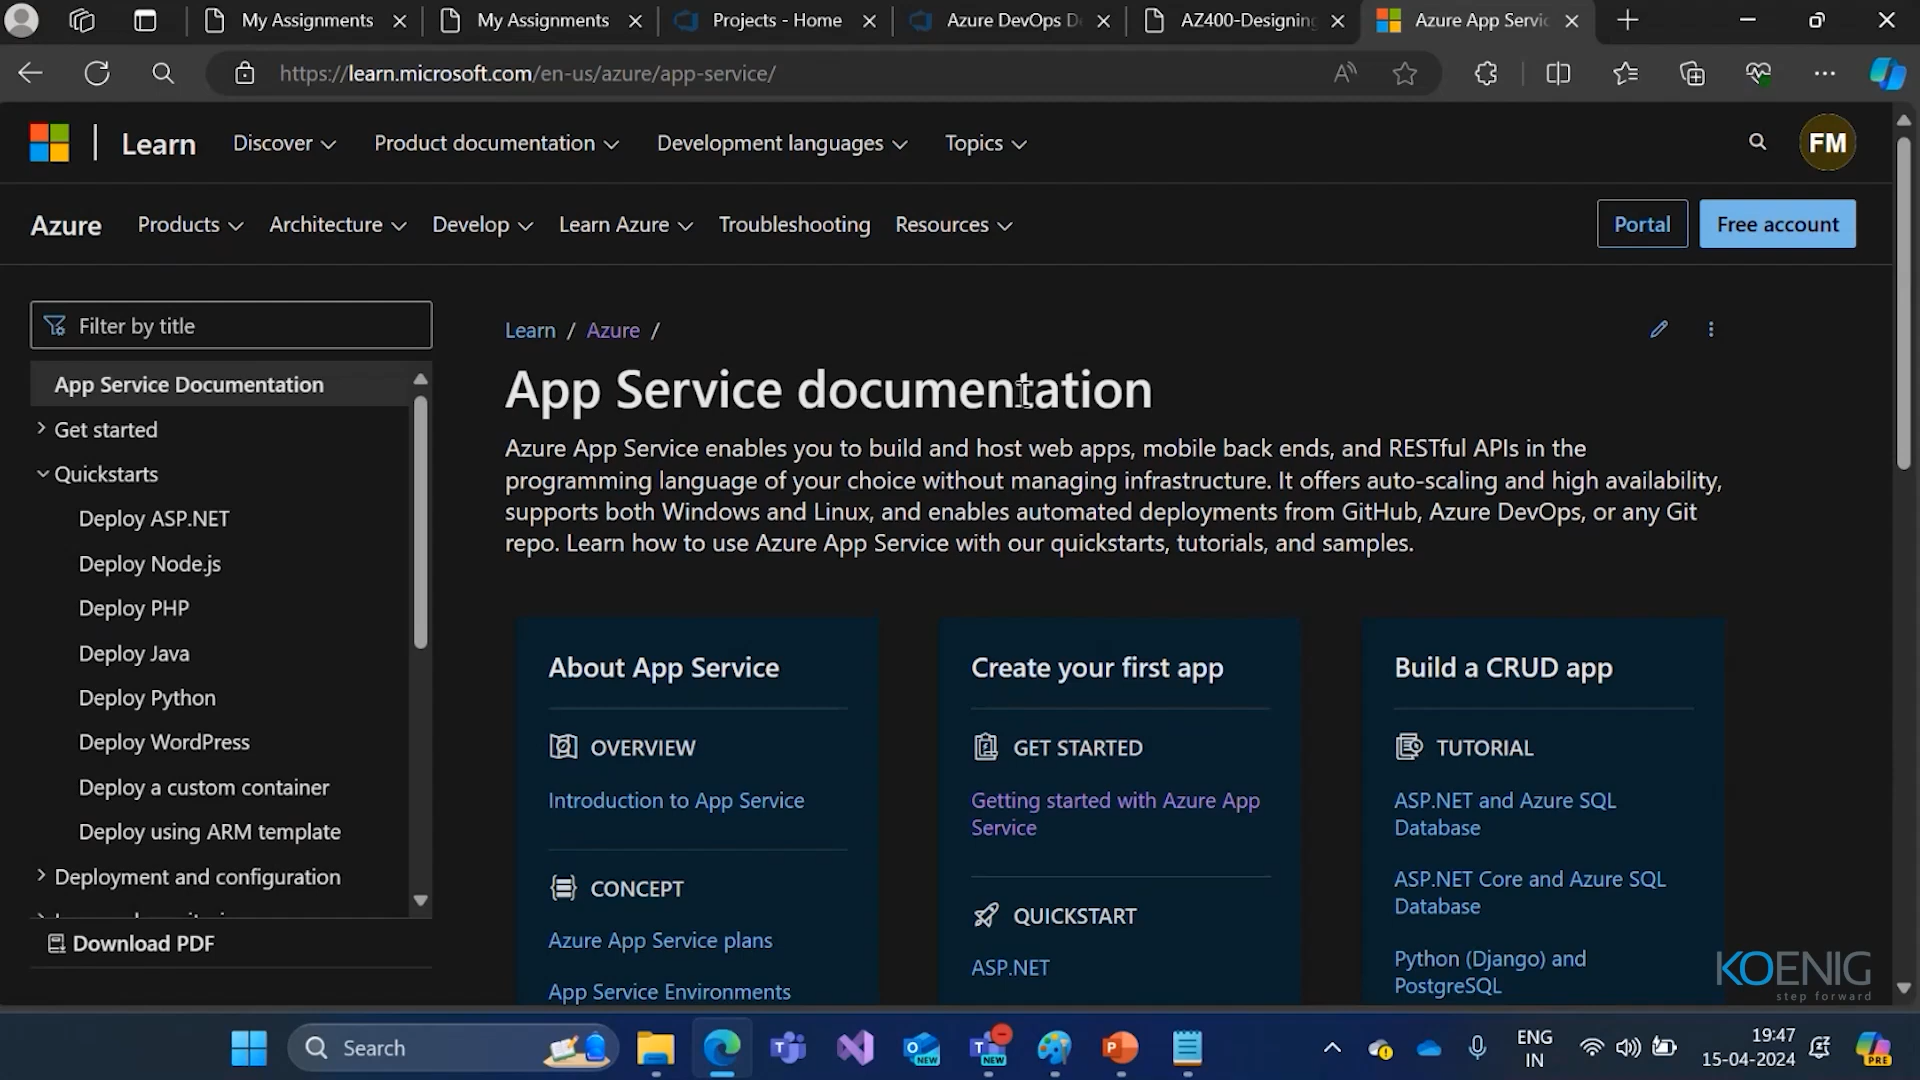 My Assignments
My Assignments
Projects - Home
Azure DevOps D
AZ400-Designing
Azure App Servic
https://learn.microsoft.com/en-us/azure/app-service/
Learn
Discover
Product documentation
Development languages
Topics
FM
Azure
Products
Architecture
Develop
Learn Azure
Troubleshooting
Resources
Portal
Free account
Filter by title
App Service Documentation
Get started
Quickstarts
Deploy ASP.NET
Deploy Node.js
Deploy PHP
Deploy Java
Deploy Python
Deploy WordPress
Deploy a custom container
Deploy using ARM template
Deployment and configuration
Download PDF
Learn / Azure /
App Service documentation
Azure App Service enables you to build and host web apps, mobile back ends, and RESTful APIs in the
programming language of your choice without managing infrastructure. It offers auto-scaling and high availability,
supports both Windows and Linux, and enables automated deployments from GitHub, Azure DevOps, or any Git
repo. Learn how to use Azure App Service with our quickstarts, tutorials, and samples.
About App Service
OVERVIEW
Introduction to App Service
CONCEPT
Azure App Service plans
App Service Environments
Create your first app
GET STARTED
Getting started with Azure App
Service
QUICKSTART
ASP.NET
Build a CRUD app
TUTORIAL
ASP.NET and Azure SQL
Database
ASP.NET Core and Azure SQL
Database
Python (Django) and
PostgreSQL
KOENIG
step forward
Search
NEW
NEW
ENG
IN
19:47
15-04-2024
PRE